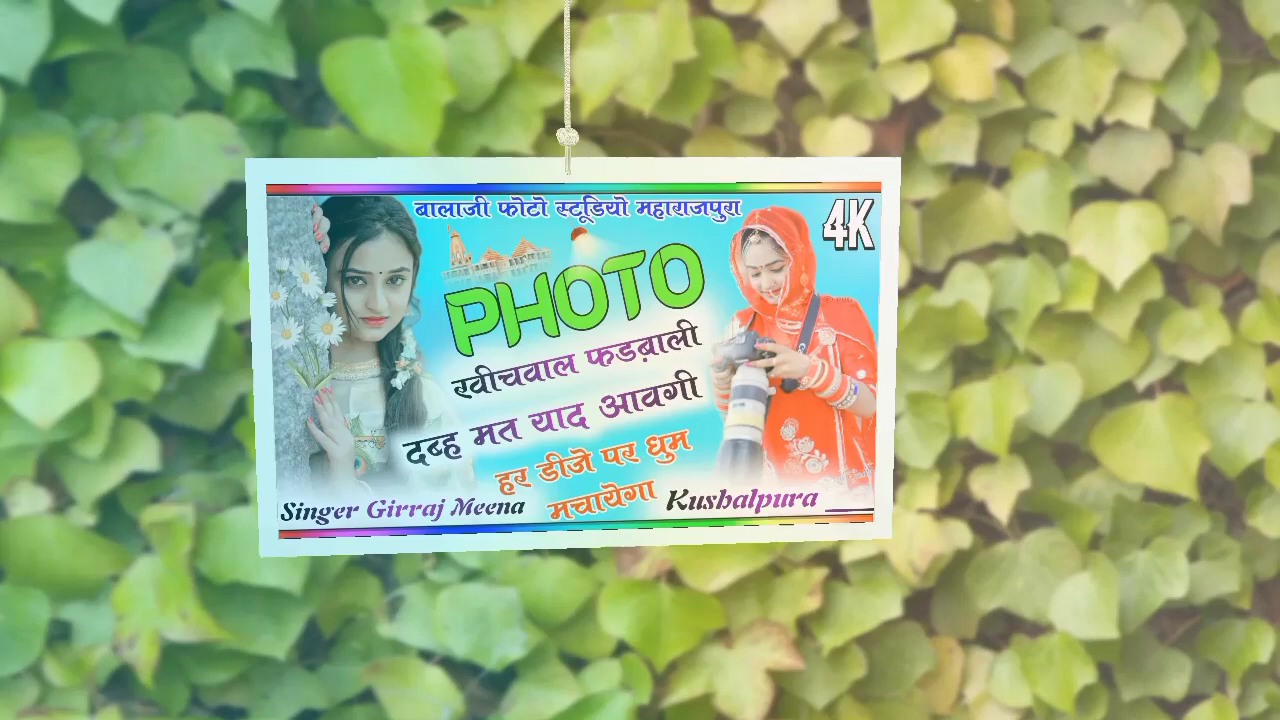 बालाजी फोटो स्टूडियो महाराजपुरा
4K
PHOTO
खीचवाल फडब़ाली
दब्ह मत याद आवगी
हर डीजे पर धुम
मचायेगा
Singer Girraj Meena
Kushalpura